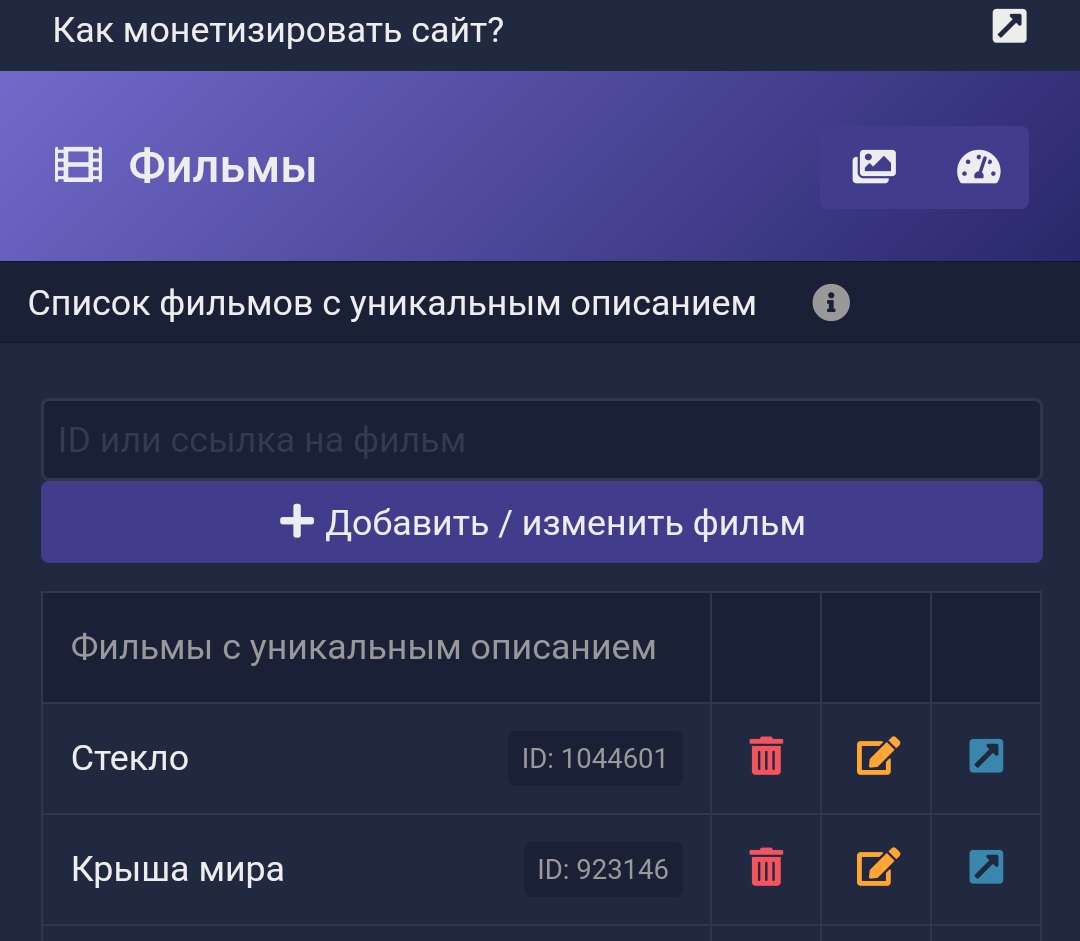 Как монетизировать сайт?
Фильмы
Список фильмов с уникальным описанием
ID или ссылка на фильм
Добавить / изменить фильм
Фильмы с уникальным описанием
Стекло ID: 1044601
Крыша мира ID: 923146